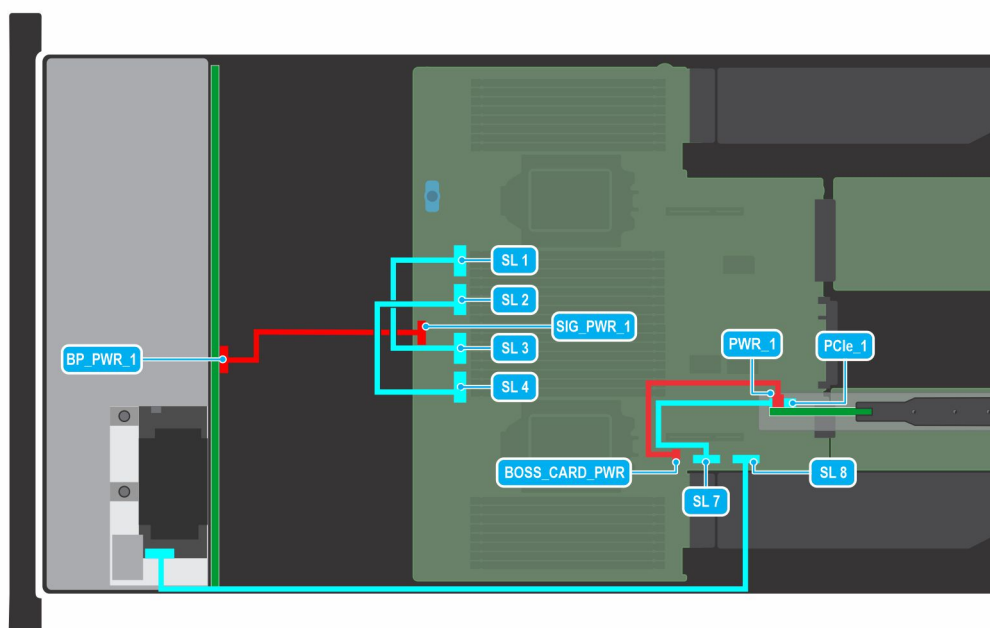 SL 1
SL 2
SIG_PWR_1
BP_PWR_1
SL 3
PWR_1
PCIe_1
SL 4
BOSS_CARD_PWR
SL 8
SL 7